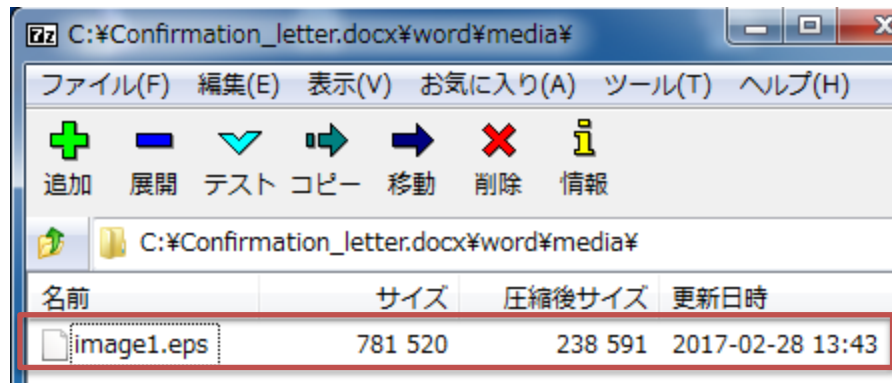 7z C:¥Confirmation_letter.docx¥word¥media¥
ファイル(F) 編集(E) 表示(V) お気に入り(A) ツール(T) ヘルプ(H)
追加 展開 テスト コピー 移動 削除 情報
C:¥Confirmation_letter.docx¥word¥media¥
名前 サイズ 圧縮後サイズ 更新日時
image1.eps 781 520 238 591 2017-02-28 13:43